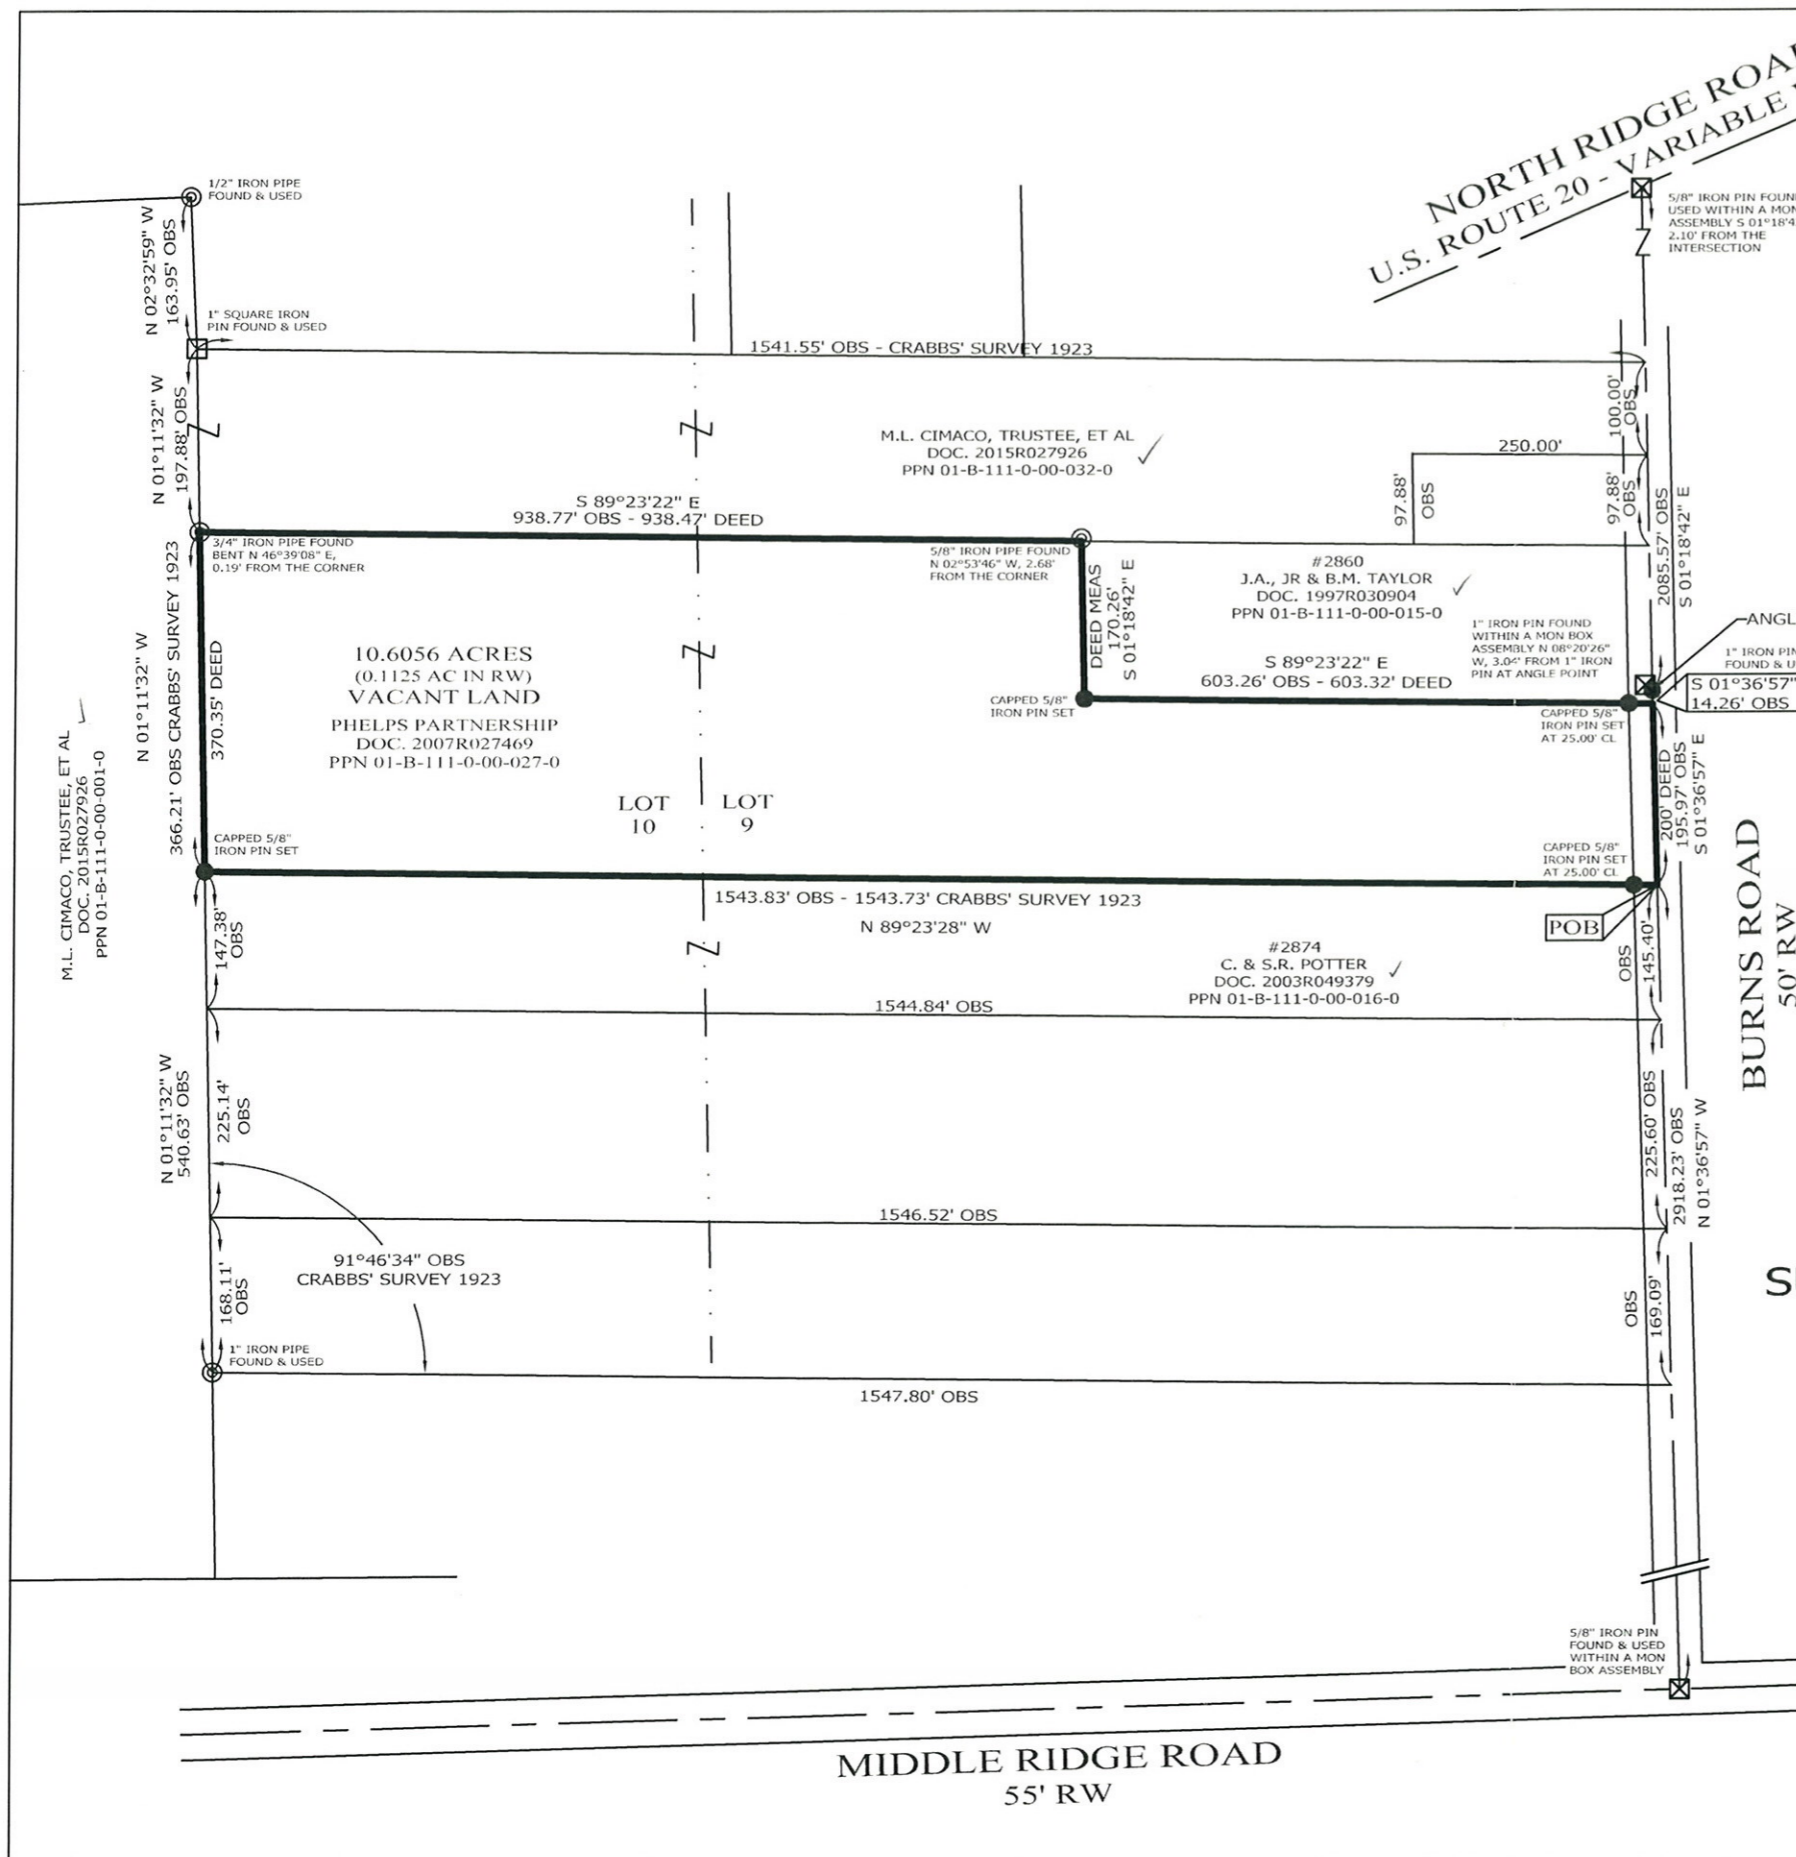 NORTH RIDGE ROA
U.S. ROUTE 20 - VARIABLE
5/8" IRON PIN FOUN
USED WITHIN A MON
ASSEMBLY S 01°18'4
2.10' FROM THE
INTERSECTION
1/2" IRON PIPE
FOUND & USED
N 02°32'59" W
163.95' OBS
1" SQUARE IRON
PIN FOUND & USED
1541.55' OBS - CRABBS' SURVEY 1923
N 01°11'32" W
197.88' OBS
M.L. CIMACO, TRUSTEE, ET AL
DOC. 2015R027926
PPN 01-B-111-0-00-032-0
100.00'
OBS
250.00'
97.88'
OBS
97.88'
OBS
2085.57' OBS
S 01°18'42" E
S 89°23'22" E
938.77' OBS - 938.47' DEED
3/4" IRON PIPE FOUND
BENT N 46°39'08" E,
0.19' FROM THE CORNER
5/8" IRON PIPE FOUND
N 02°53'46" W, 2.68'
FROM THE CORNER
DEED MEAS
170.26'
S 01°18'42" E
#2860
J.A., JR & B.M. TAYLOR
DOC. 1997R030904
PPN 01-B-111-0-00-015-0
1" IRON PIN FOUND
WITHIN A MON BOX
ASSEMBLY N 08°20'26"
W, 3.04' FROM 1" IRON
PIN AT ANGLE POINT
ANGL
1" IRON PIN
FOUND & U
S 01°36'57"
14.26' OBS
S 89°23'22" E
603.26' OBS - 603.32' DEED
CAPPED 5/8"
IRON PIN SET
CAPPED 5/8"
IRON PIN SET
AT 25.00' CL
N 01°11'32" W
366.21' OBS CRABBS' SURVEY 1923
370.35' DEED
10.6056 ACRES
(0.1125 AC IN RW)
VACANT LAND
PHELPS PARTNERSHIP
DOC. 2007R027469
PPN 01-B-111-0-00-027-0
LOT
10
LOT
9
M.L. CIMACO, TRUSTEE, ET AL
DOC. 2015R027926
PPN 01-B-111-0-00-001-0
200' DEED
195.97' OBS
S 01°36'57" E
CAPPED 5/8"
IRON PIN SET
CAPPED 5/8"
IRON PIN SET
AT 25.00' CL
1543.83' OBS - 1543.73' CRABBS' SURVEY 1923
N 89°23'28" W
POB
BURNS ROAD
50' RW
147.38'
OBS
#2874
C. & S.R. POTTER
DOC. 2003R049379
PPN 01-B-111-0-00-016-0
OBS
145.40'
1544.84' OBS
N 01°11'32" W
540.63' OBS
225.14'
OBS
225.60' OBS
2918.23' OBS
N 01°36'57" W
1546.52' OBS
91°46'34" OBS
CRABBS' SURVEY 1923
168.11'
OBS
OBS
169.09'
S
1" IRON PIPE
FOUND & USED
1547.80' OBS
5/8" IRON PIN
FOUND & USED
WITHIN A MON
BOX ASSEMBLY
MIDDLE RIDGE ROAD
55' RW